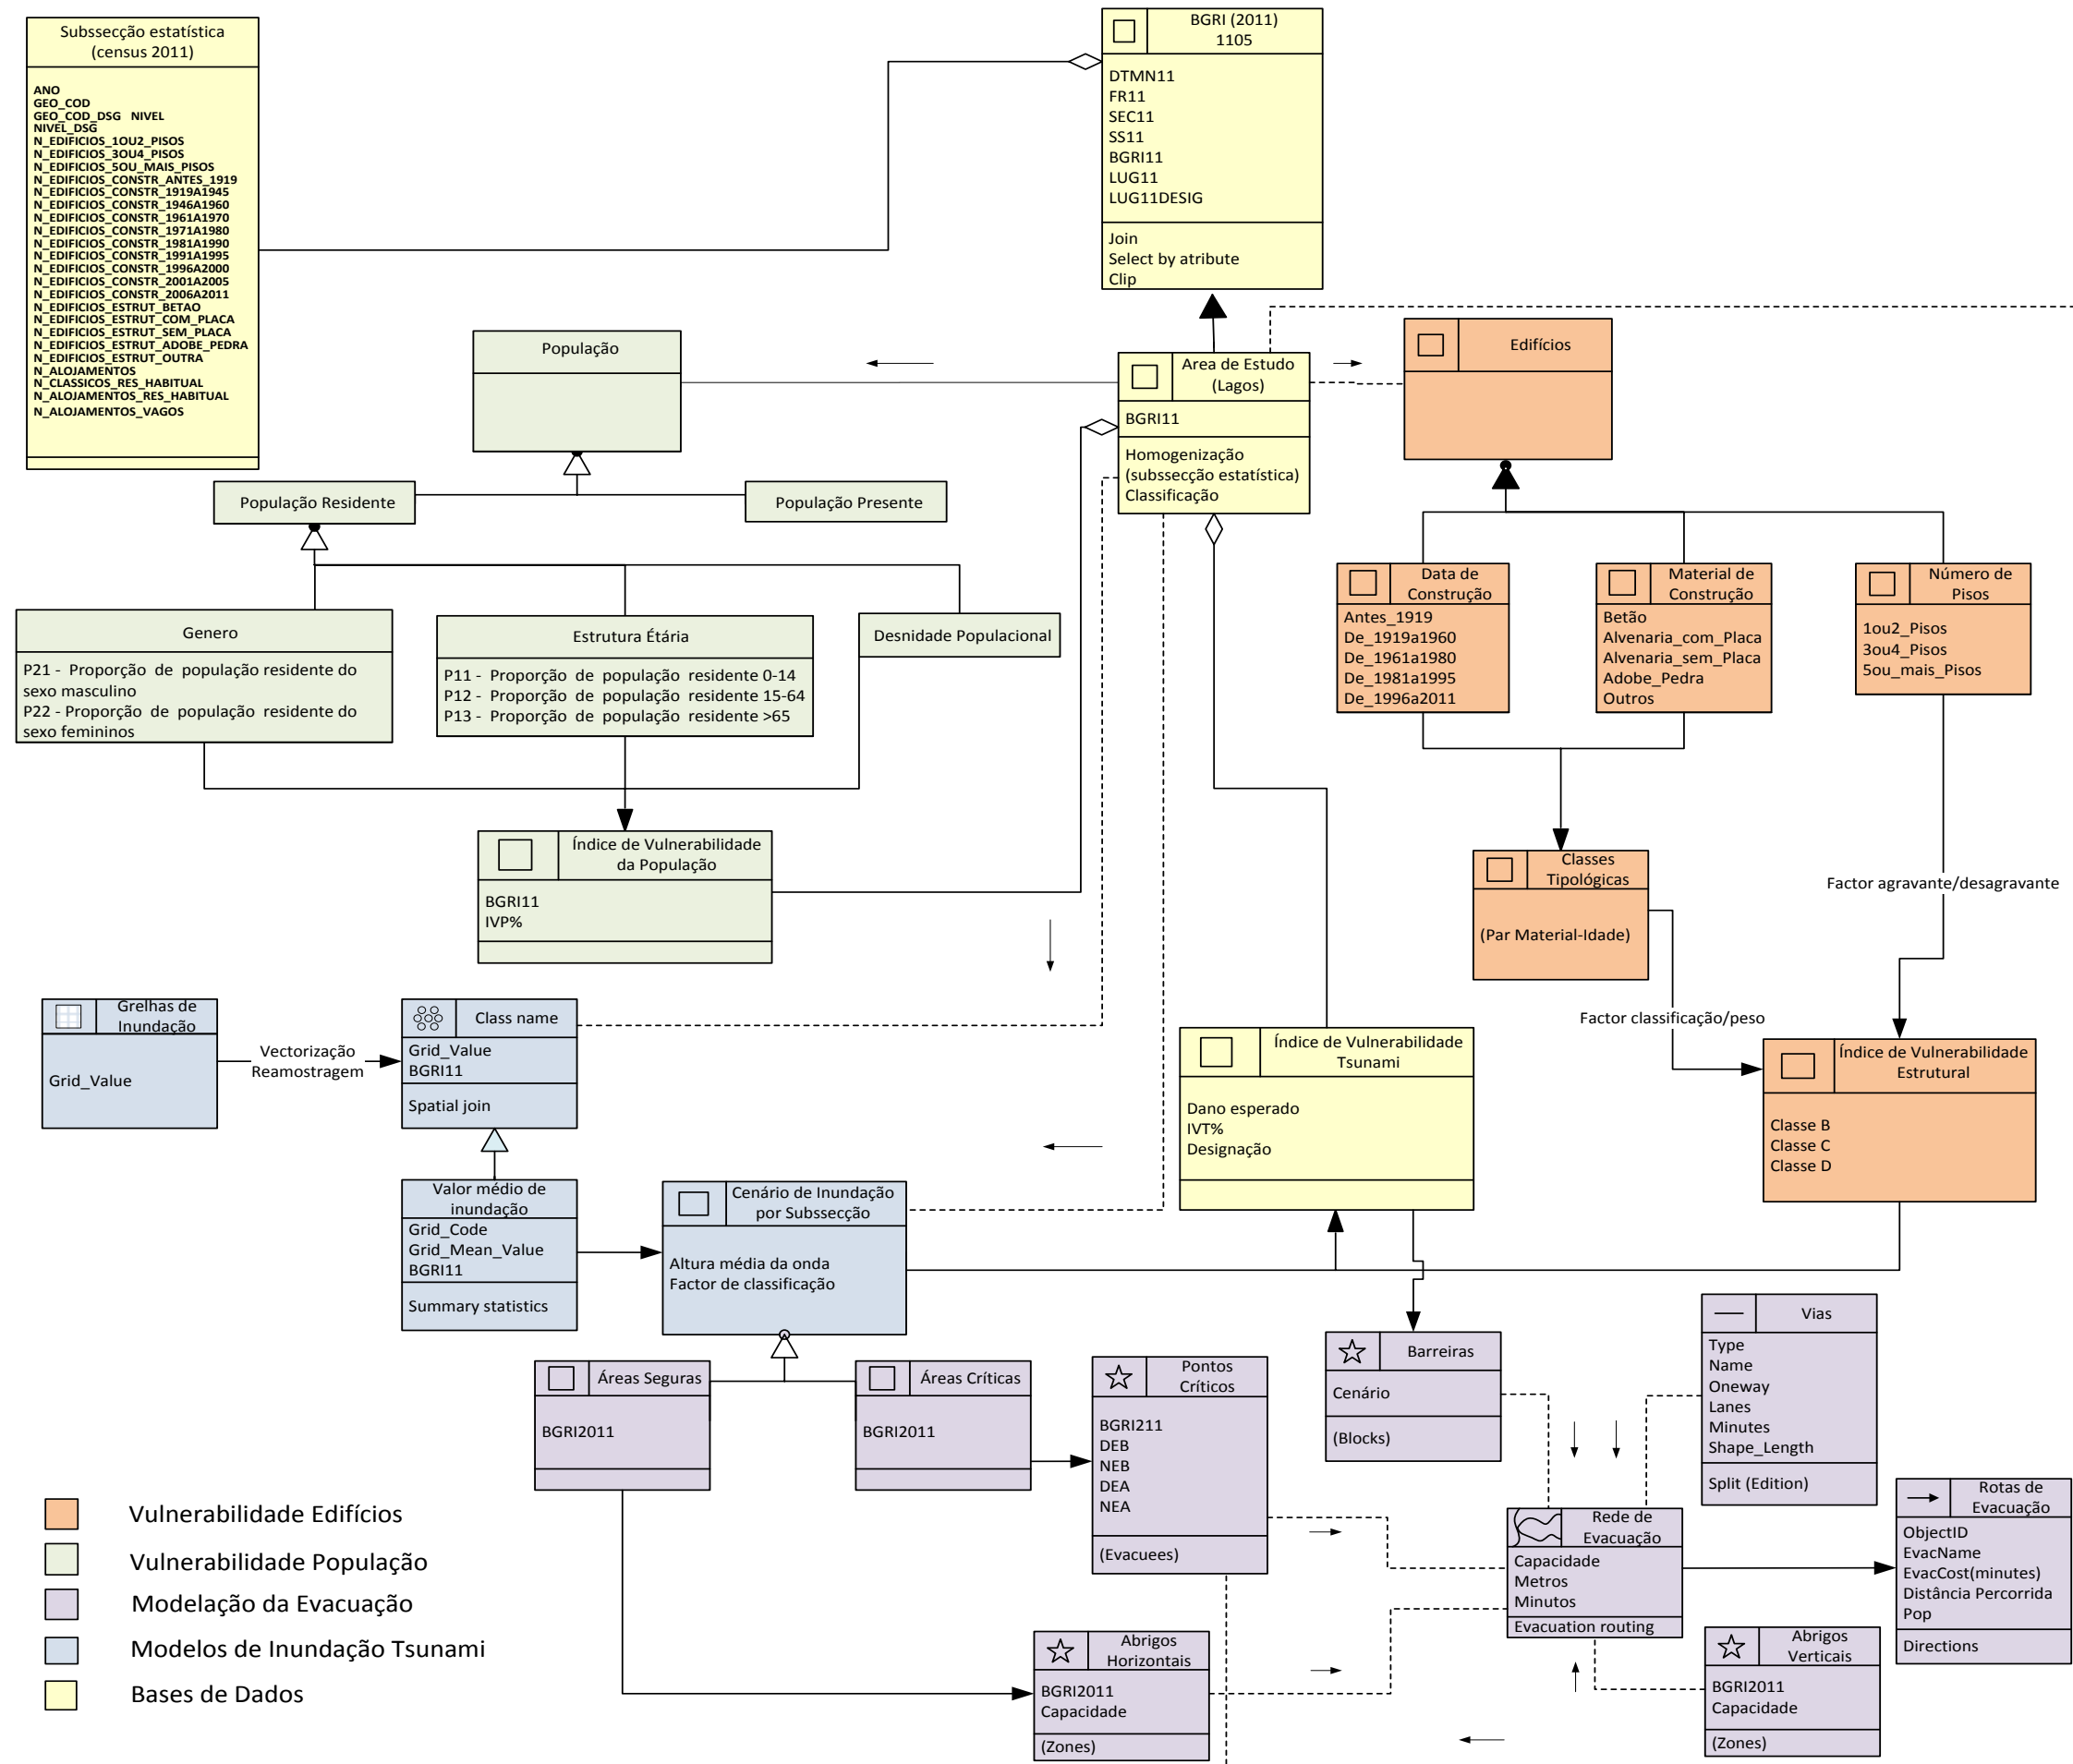 Subssecção estatística
(census 2011)
ANO
GEO_COD
GEO_COD_DSG NIVEL
NIVEL_DSG
N_EDIFICIOS_1OU2_PISOS
N_EDIFICIOS_3OU4_PISOS
N_EDIFICIOS_5OU_MAIS_PISOS
N_EDIFICIOS_CONSTR_ANTES_1919
N_EDIFICIOS_CONSTR_1919A1945
N_EDIFICIOS_CONSTR_1946A1960
N_EDIFICIOS_CONSTR_1961A1970
N_EDIFICIOS_CONSTR_1971A1980
N_EDIFICIOS_CONSTR_1981A1990
N_EDIFICIOS_CONSTR_1991A1995
N_EDIFICIOS_CONSTR_1996A2000
N_EDIFICIOS_CONSTR_2001A2005
N_EDIFICIOS_CONSTR_2006A2011
N_EDIFICIOS_ESTRUT_BETAO
N_EDIFICIOS_ESTRUT_COM_PLACA
N_EDIFICIOS_ESTRUT_SEM_PLACA
N_EDIFICIOS_ESTRUT_ADOBE_PEDRA
N_EDIFICIOS_ESTRUT_OUTRA
N_ALOJAMENTOS
N_CLASSICOS_RES_HABITUAL
N_ALOJAMENTOS_RES_HABITUAL
N_ALOJAMENTOS_VAGOS
BGRI (2011)
1105
DTMN11
FR11
SEC11
SS11
BGRI11
LUG11
LUG11DESIG
Join
Select by atribute
Clip
População
Area de Estudo
(Lagos)
BGRI11
Homogenização
(subssecção estatística)
Classificação
Edifícios
População Residente
População Presente
Genero
P21 - Proporção de população residente do
sexo masculino
P22 - Proporção de população residente do
sexo femininos
Estrutura Étária
P11 - Proporção de população residente 0-14
P12 - Proporção de população residente 15-64
P13 - Proporção de população residente >65
Desnidade Populacional
Data de
Construção
Antes_1919
De_1919a1960
De_1961a1980
De_1981a1995
De_1996a2011
Material de
Construção
Betão
Alvenaria_com_Placa
Alvenaria_sem_Placa
Adobe_Pedra
Outros
Número de
Pisos
1ou2_Pisos
3ou4_Pisos
5ou_mais_Pisos
Índice de Vulnerabilidade
da População
BGRI11
IVP%
Classes
Tipológicas
(Par Material-Idade)
Factor agravante/desagravante
Factor classificação/peso
Grelhas de
Inundação
Grid_Value
Vectorização
Reamostragem
Class name
Grid_Value
BGRI11
Spatial join
Índice de Vulnerabilidade
Tsunami
Dano esperado
IVT%
Designação
Índice de Vulnerabilidade
Estrutural
Classe B
Classe C
Classe D
Valor médio de
inundação
Grid_Code
Grid_Mean_Value
BGRI11
Summary statistics
Cenário de Inundação
por Subssecção
Altura média da onda
Factor de classificação
Áreas Seguras
BGRI2011
Áreas Críticas
BGRI2011
Pontos
Críticos
BGRI211
DEB
NEB
DEA
NEA
(Evacuees)
Barreiras
Cenário
(Blocks)
Vias
Type
Name
Oneway
Lanes
Minutes
Shape_Length
Split (Edition)
Rede de
Evacuação
Capacidade
Metros
Minutos
Evacuation routing
Rotas de
Evacuação
ObjectID
EvacName
EvacCost(minutes)
Distância Percorrida
Pop
Directions
Abrigos
Horizontais
BGRI2011
Capacidade
(Zones)
Abrigos
Verticais
BGRI2011
Capacidade
(Zones)
Vulnerabilidade Edifícios
Vulnerabilidade População
Modelação da Evacuação
Modelos de Inundação Tsunami
Bases de Dados